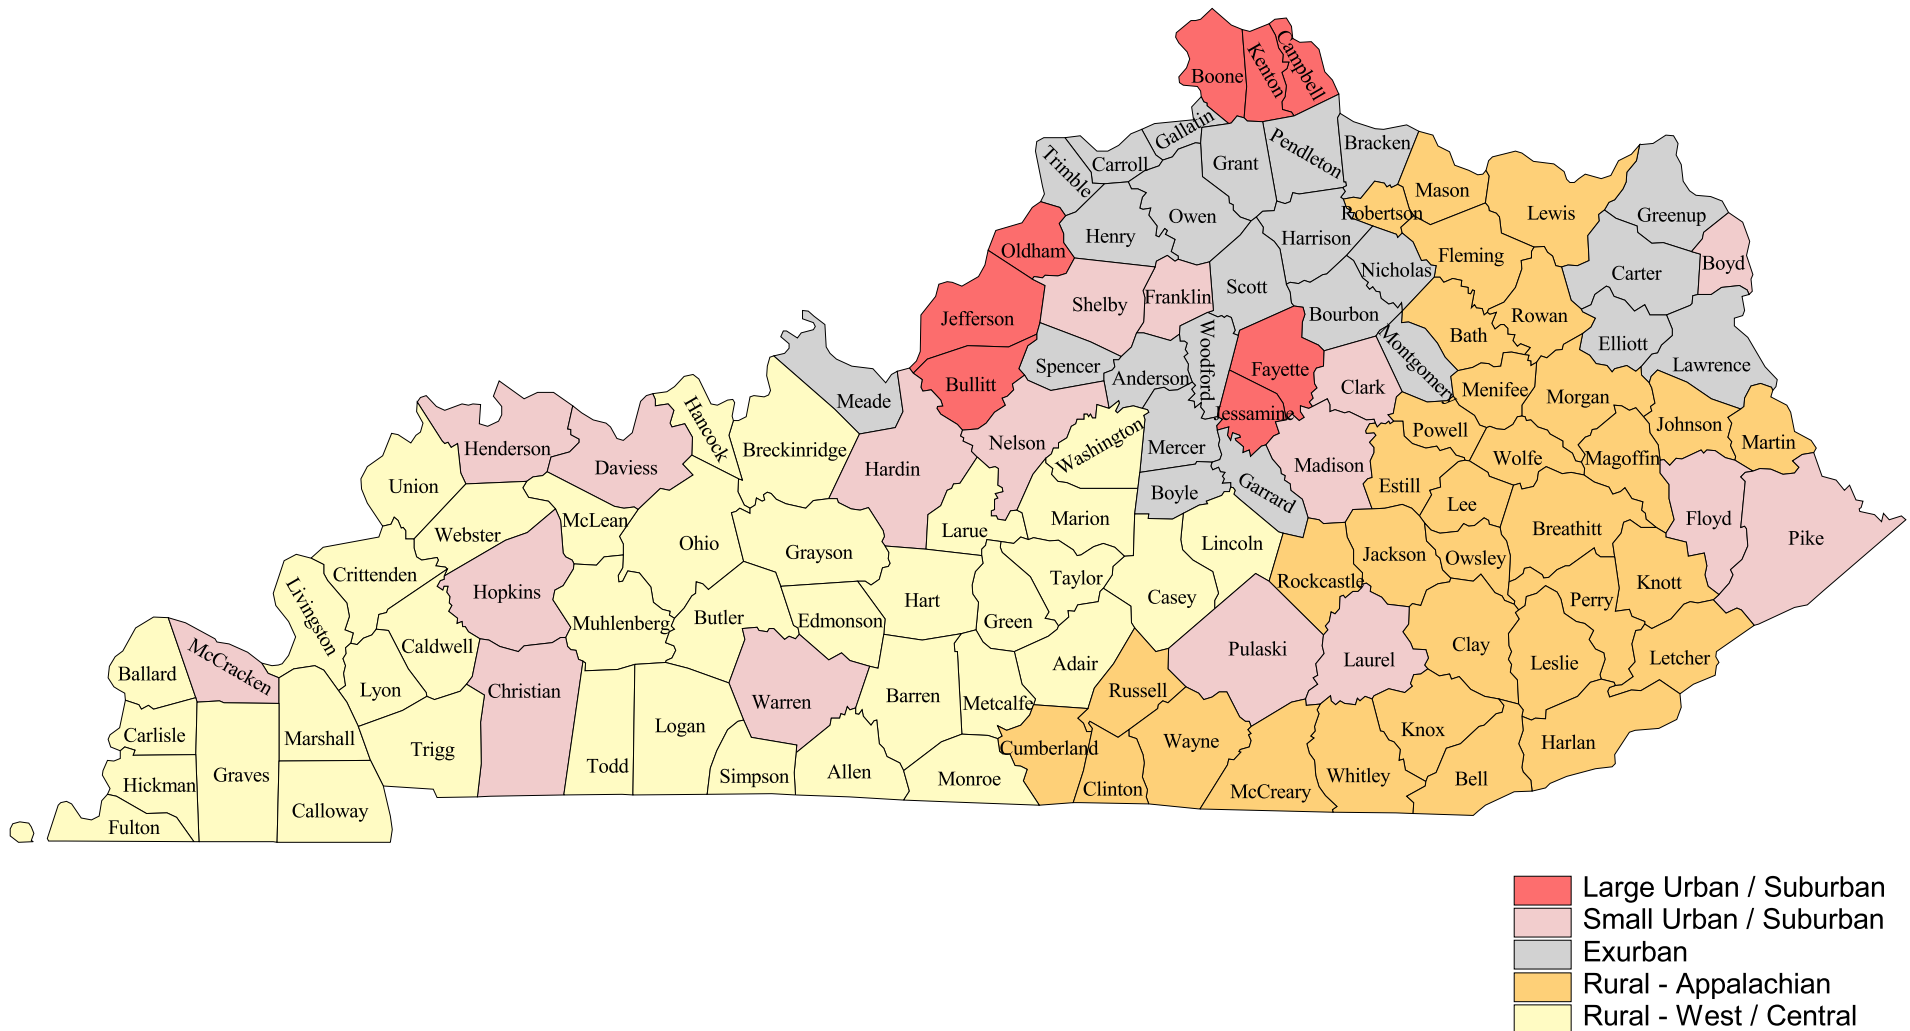 Boone
Kenton
Campbell
Gallatin
Carroll
Trimble
Grant
Pendleton
Bracken
Mason
Robertson
Lewis
Greenup
Owen
Henry
Oldham
Harrison
Nicholas
Fleming
Carter
Boyd
Shelby
Franklin
Scott
Jefferson
Bourbon
Rowan
Bath
Elliott
Lawrence
Spencer
Anderson
Woodford
Fayette
Montgomery
Bullitt
Clark
Menifee
Morgan
Meade
Jessamine
Johnson
Martin
Hancock
Breckinridge
Nelson
Washington
Mercer
Powell
Henderson
Daviess
Hardin
Madison
Wolfe
Magoffin
Union
Boyle
Garrard
Estill
Lee
Webster
McLean
Ohio
Grayson
Larue
Marion
Lincoln
Breathitt
Floyd
Pike
Crittenden
Livingston
Hopkins
Muhlenberg
Butler
Edmonson
Hart
Green
Taylor
Casey
Rockcastle
Jackson
Owsley
Perry
Knott
Ballard
McCracken
Lyon
Caldwell
Christian
Warren
Barren
Metcalfe
Adair
Russell
Pulaski
Laurel
Clay
Leslie
Letcher
Carlisle
Marshall
Trigg
Todd
Logan
Simpson
Allen
Monroe
Cumberland
Clinton
Wayne
McCreary
Whitley
Knox
Bell
Harlan
Hickman
Graves
Calloway
Fulton
Large Urban / Suburban
Small Urban / Suburban
Exurban
Rural - Appalachian
Rural - West / Central